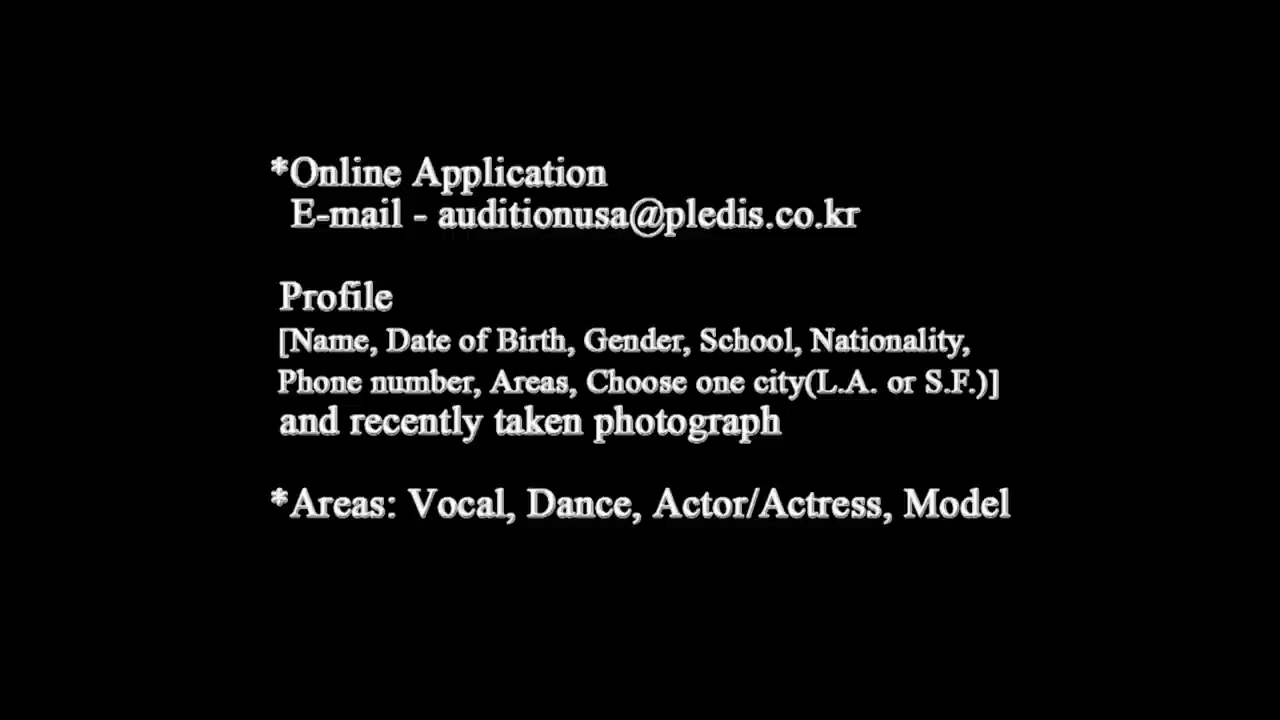 *Online Application
E-mail - auditionusa@pledis.co.kr
Profile
[Name, Date of Birth, Gender, School, Nationality,
Phone number, Areas, Choose one city(L.A. or S.F.)]
and recently taken photograph
*Areas: Vocal, Dance, Actor/Actress, Model